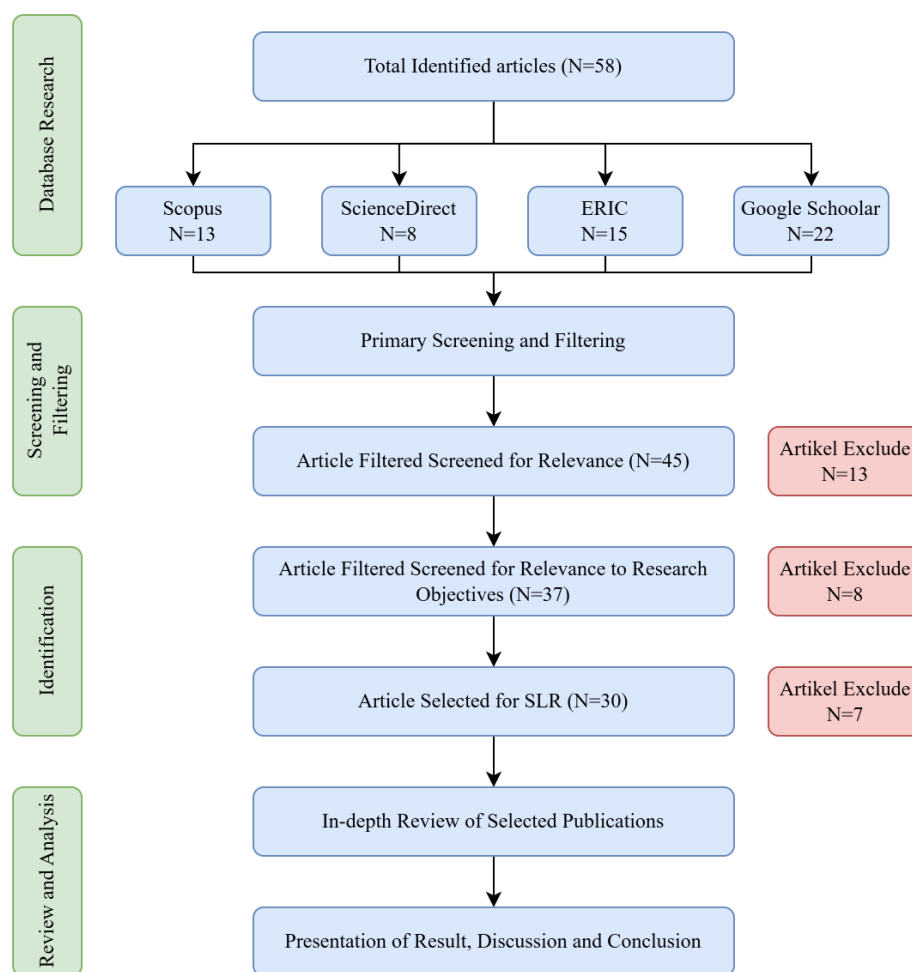 Database Research
Total Identified articles (N=58)
Scopus
N=13
ScienceDirect
N=8
ERIC
N=15
Google Schoolar
N=22
Screening and
Filtering
Primary Screening and Filtering
Article Filtered Screened for Relevance (N=45)
Artikel Exclude
N=13
Identification
Article Filtered Screened for Relevance to Research
Objectives (N=37)
Artikel Exclude
N=8
Article Selected for SLR (N=30)
Artikel Exclude
N=7
Review and Analysis
In-depth Review of Selected Publications
Presentation of Result, Discussion and Conclusion